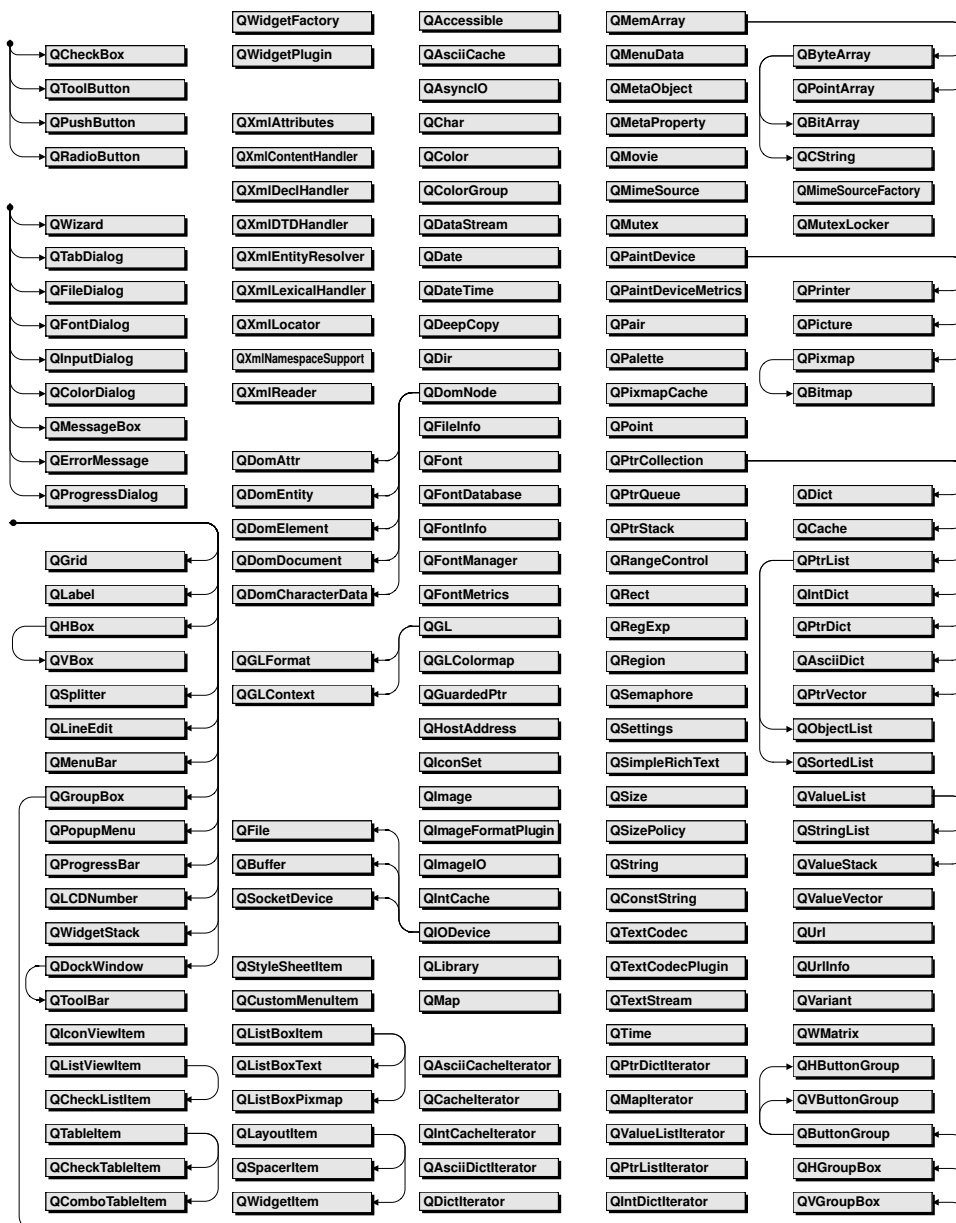 QWidgetFactory
QAccessible
QMemArray
QCheckBox
QWidgetPlugin
QAsciiCache
QMenuData
QByteArray
QToolButton
QAsyncIO
QMetaObject
QPointArray
QPushButton
QXmlAttributes
QChar
QMetaProperty
QBitArray
QRadioButton
QXmlContentHandler
QColor
QMovie
QCString
QXmlDeclHandler
QColorGroup
QMimeSource
QMimeSourceFactory
QWizard
QXmlDTDHandler
QDataStream
QMutex
QMutexLocker
QTabDialog
QXmlEntityResolver
QDate
QPaintDevice
QFileDialog
QXmlLexicalHandler
QDateTime
QPaintDeviceMetrics
QPrinter
QFontDialog
QXmlLocator
QDeepCopy
QPair
QPicture
QInputDialog
QXmlNamespaceSupport
QDir
QPalette
QPixmap
QColorDialog
QXmlReader
QDomNode
QPixmapCache
QBitmap
QMessageBox
QFileInfo
QPoint
QErrorMessage
QDomAttr
QFont
QPtrCollection
QProgressDialog
QDomEntity
QFontDatabase
QPtrQueue
QDict
QDomElement
QFontInfo
QPtrStack
QCache
QGrid
QDomDocument
QFontManager
QRangeControl
QPtrList
QLabel
QDomCharacterData
QFontMetrics
QRect
QIntDict
QHBox
QGL
QRegExp
QPtrDict
QVBox
QGLFormat
QGLColormap
QRegion
QAsciiDict
QSplitter
QGLContext
QGuardedPtr
QSemaphore
QPtrVector
QLineEdit
QHostAddress
QSettings
QObjectList
QMenuBar
QIconSet
QSimpleRichText
QSortedList
QGroupBox
QImage
QSize
QValueList
QPopupMenu
QFile
QImageFormatPlugin
QSizePolicy
QStringList
QProgressBar
QBuffer
QImageIO
QString
QValueStack
QLCDNumber
QSocketDevice
QIntCache
QConstString
QValueVector
QWidgetStack
QIODevice
QTextCodec
QUrl
QDockWindow
QStyleSheetItem
QLibrary
QTextCodecPlugin
QUrlInfo
QToolBar
QCustomMenuItem
QMap
QTextStream
QVariant
QIconViewItem
QListBoxItem
QTime
QWMatrix
QListViewItem
QListBoxText
QAsciiCacheIterator
QPtrDictIterator
QHButtonGroup
QCheckListItem
QListBoxPixmap
QCacheIterator
QMapIterator
QVButtonGroup
QTableItem
QLayoutItem
QIntCacheIterator
QValueListIterator
QButtonGroup
QCheckTableItem
QSpacerItem
QAsciiDictIterator
QPtrListIterator
QHGroupBox
QComboTableItem
QWidgetItem
QDictIterator
QIntDictIterator
QVGroupBox